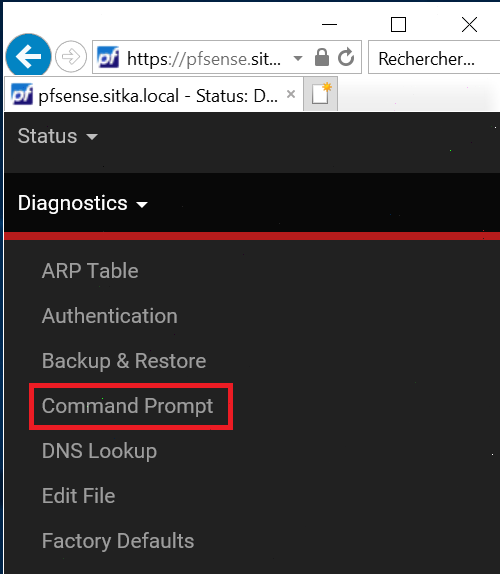 pf https://pfsense.sit... Rechercher...
pf pfsense.sitka.local - Status: D...
Status
Diagnostics
ARP Table
Authentication
Backup & Restore
Command Prompt
DNS Lookup
Edit File
Factory Defaults